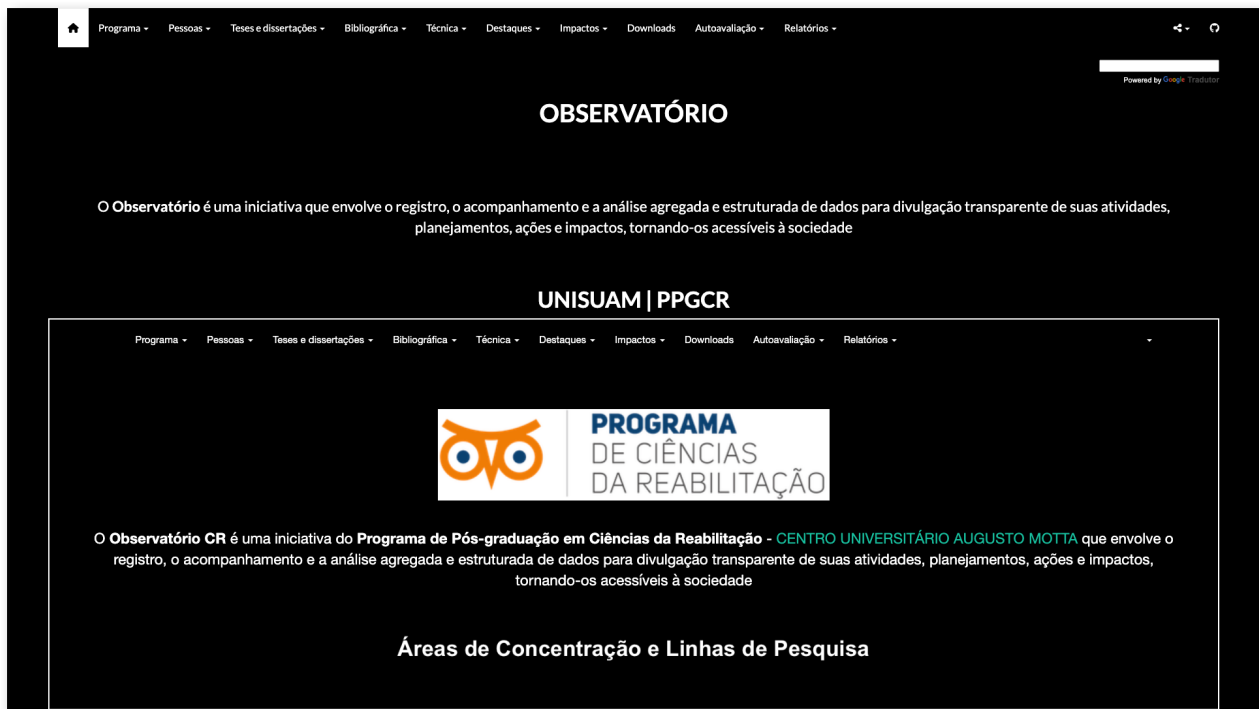 Programa Pessoas Teses e dissertações Bibliográfica Técnica Destaques Impactos Downloads Autoavaliação Relatórios
Powered by Google Tradutor
OBSERVATÓRIO
O Observatório é uma iniciativa que envolve o registro, o acompanhamento e a análise agregada e estruturada de dados para divulgação transparente de suas atividades,
planejamentos, ações e impactos, tornando-os acessíveis à sociedade
UNISUAM | PPGCR
Programa Pessoas Teses e dissertações Bibliográfica Técnica Destaques Impactos Downloads Autoavaliação Relatórios
PROGRAMA
DE CIÊNCIAS
DA REABILITAÇÃO
O Observatório CR é uma iniciativa do Programa de Pós-graduação em Ciências da Reabilitação - CENTRO UNIVERSITÁRIO AUGUSTO MOTTA que envolve o
registro, o acompanhamento e a análise agregada e estruturada de dados para divulgação transparente de suas atividades, planejamentos, ações e impactos,
tornando-os acessíveis à sociedade
Áreas de Concentração e Linhas de Pesquisa